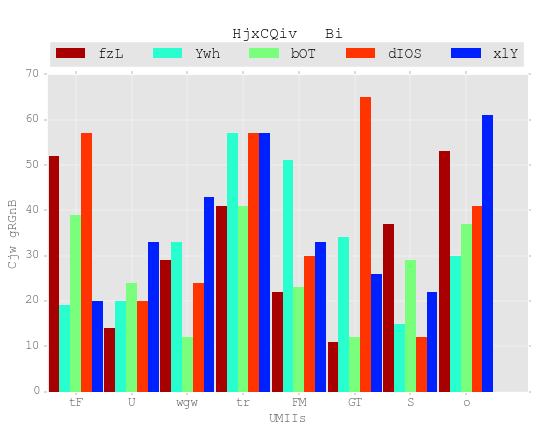 HjxCQiv Bi
fzL Ywh bOT dIOS xlY
70
60
50
40
30
20
10
0
Cjw gRGnB
tF U wgw tr FM GT S o
UMIIs